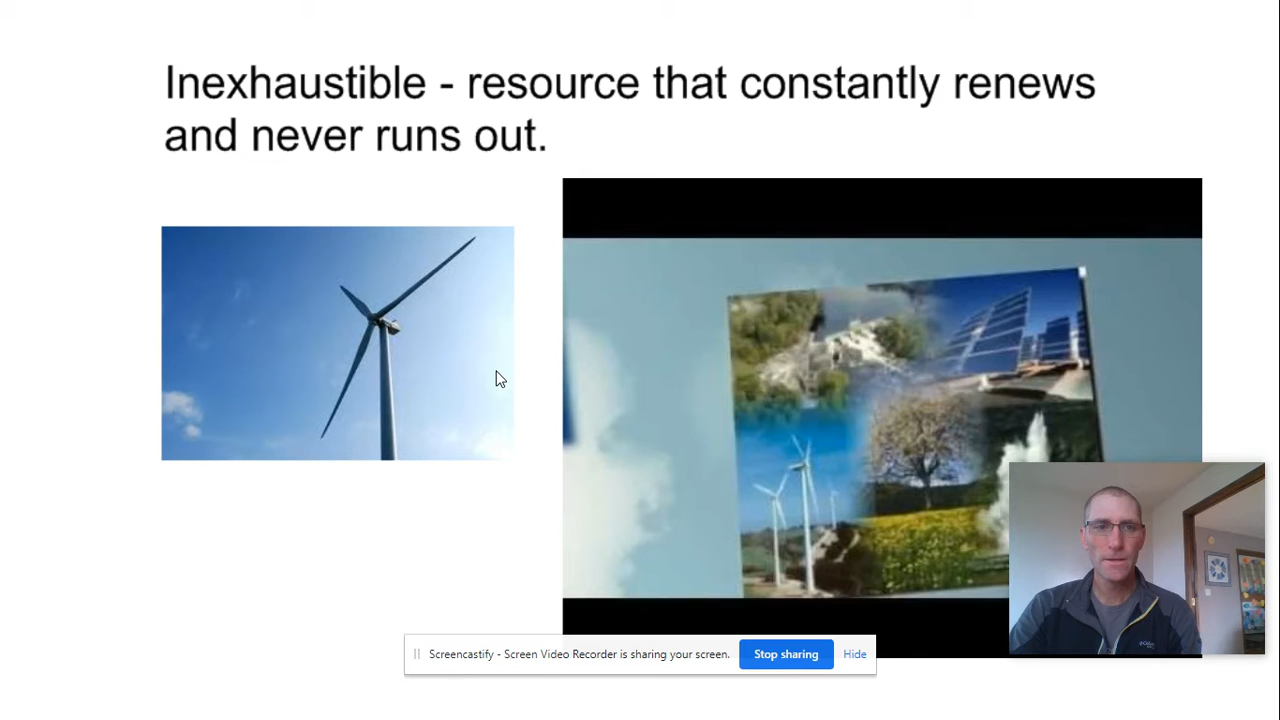 Inexhaustible - resource that constantly renews
and never runs out.
Screencastify - Screen Video Recorder is sharing your screen. Stop sharing Hide